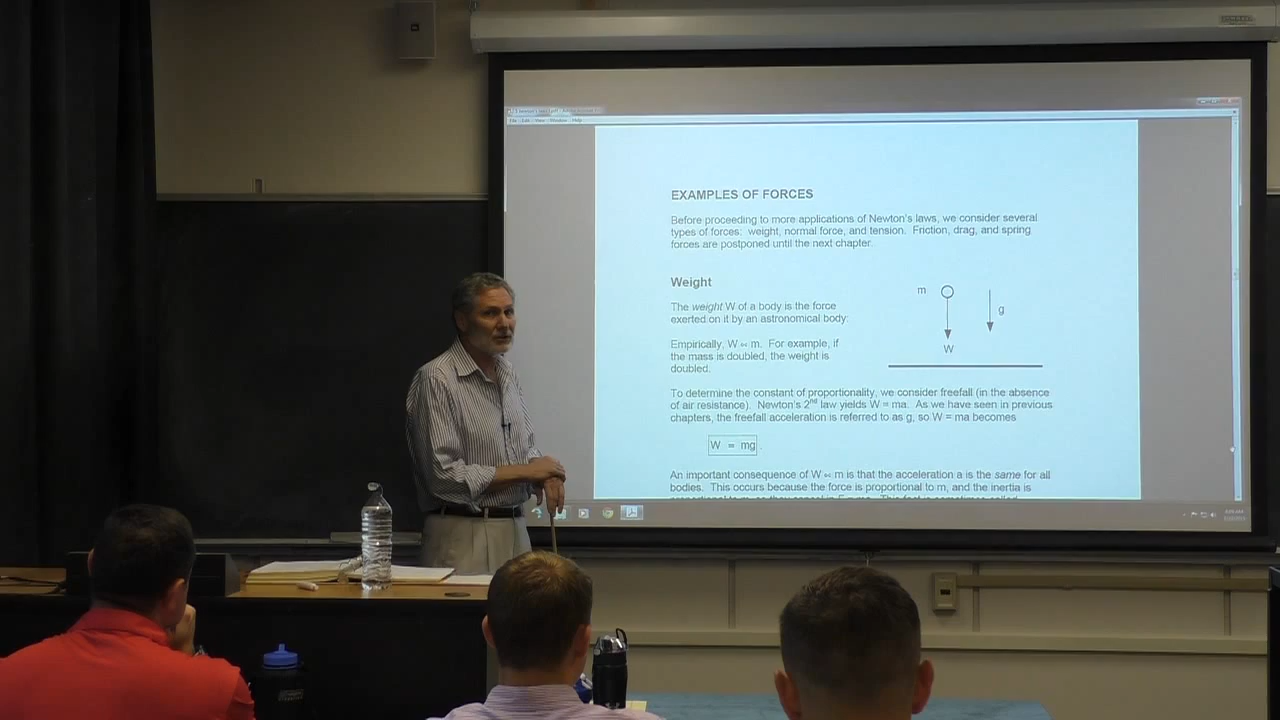 File Edit View Window Help
EXAMPLES OF FORCES
Before proceeding to more applications of Newton's laws, we consider several
types of forces: weight, normal force, and tension. Friction, drag, and spring
forces are postponed until the next chapter.
Weight
The weight W of a body is the force
exerted on it by an astronomical body:
Empirically, W ∝ m. For example, if
the mass is doubled, the weight is
doubled.
m
g
W
To determine the constant of proportionality, we consider freefall (in the absence
of air resistance). Newton's 2nd law yields W = ma. As we have seen in previous
chapters, the freefall acceleration is referred to as g, so W = ma becomes
W = mg .
An important consequence of W ∝ m is that the acceleration a is the same for all
bodies. This occurs because the force is proportional to m, and the inertia is